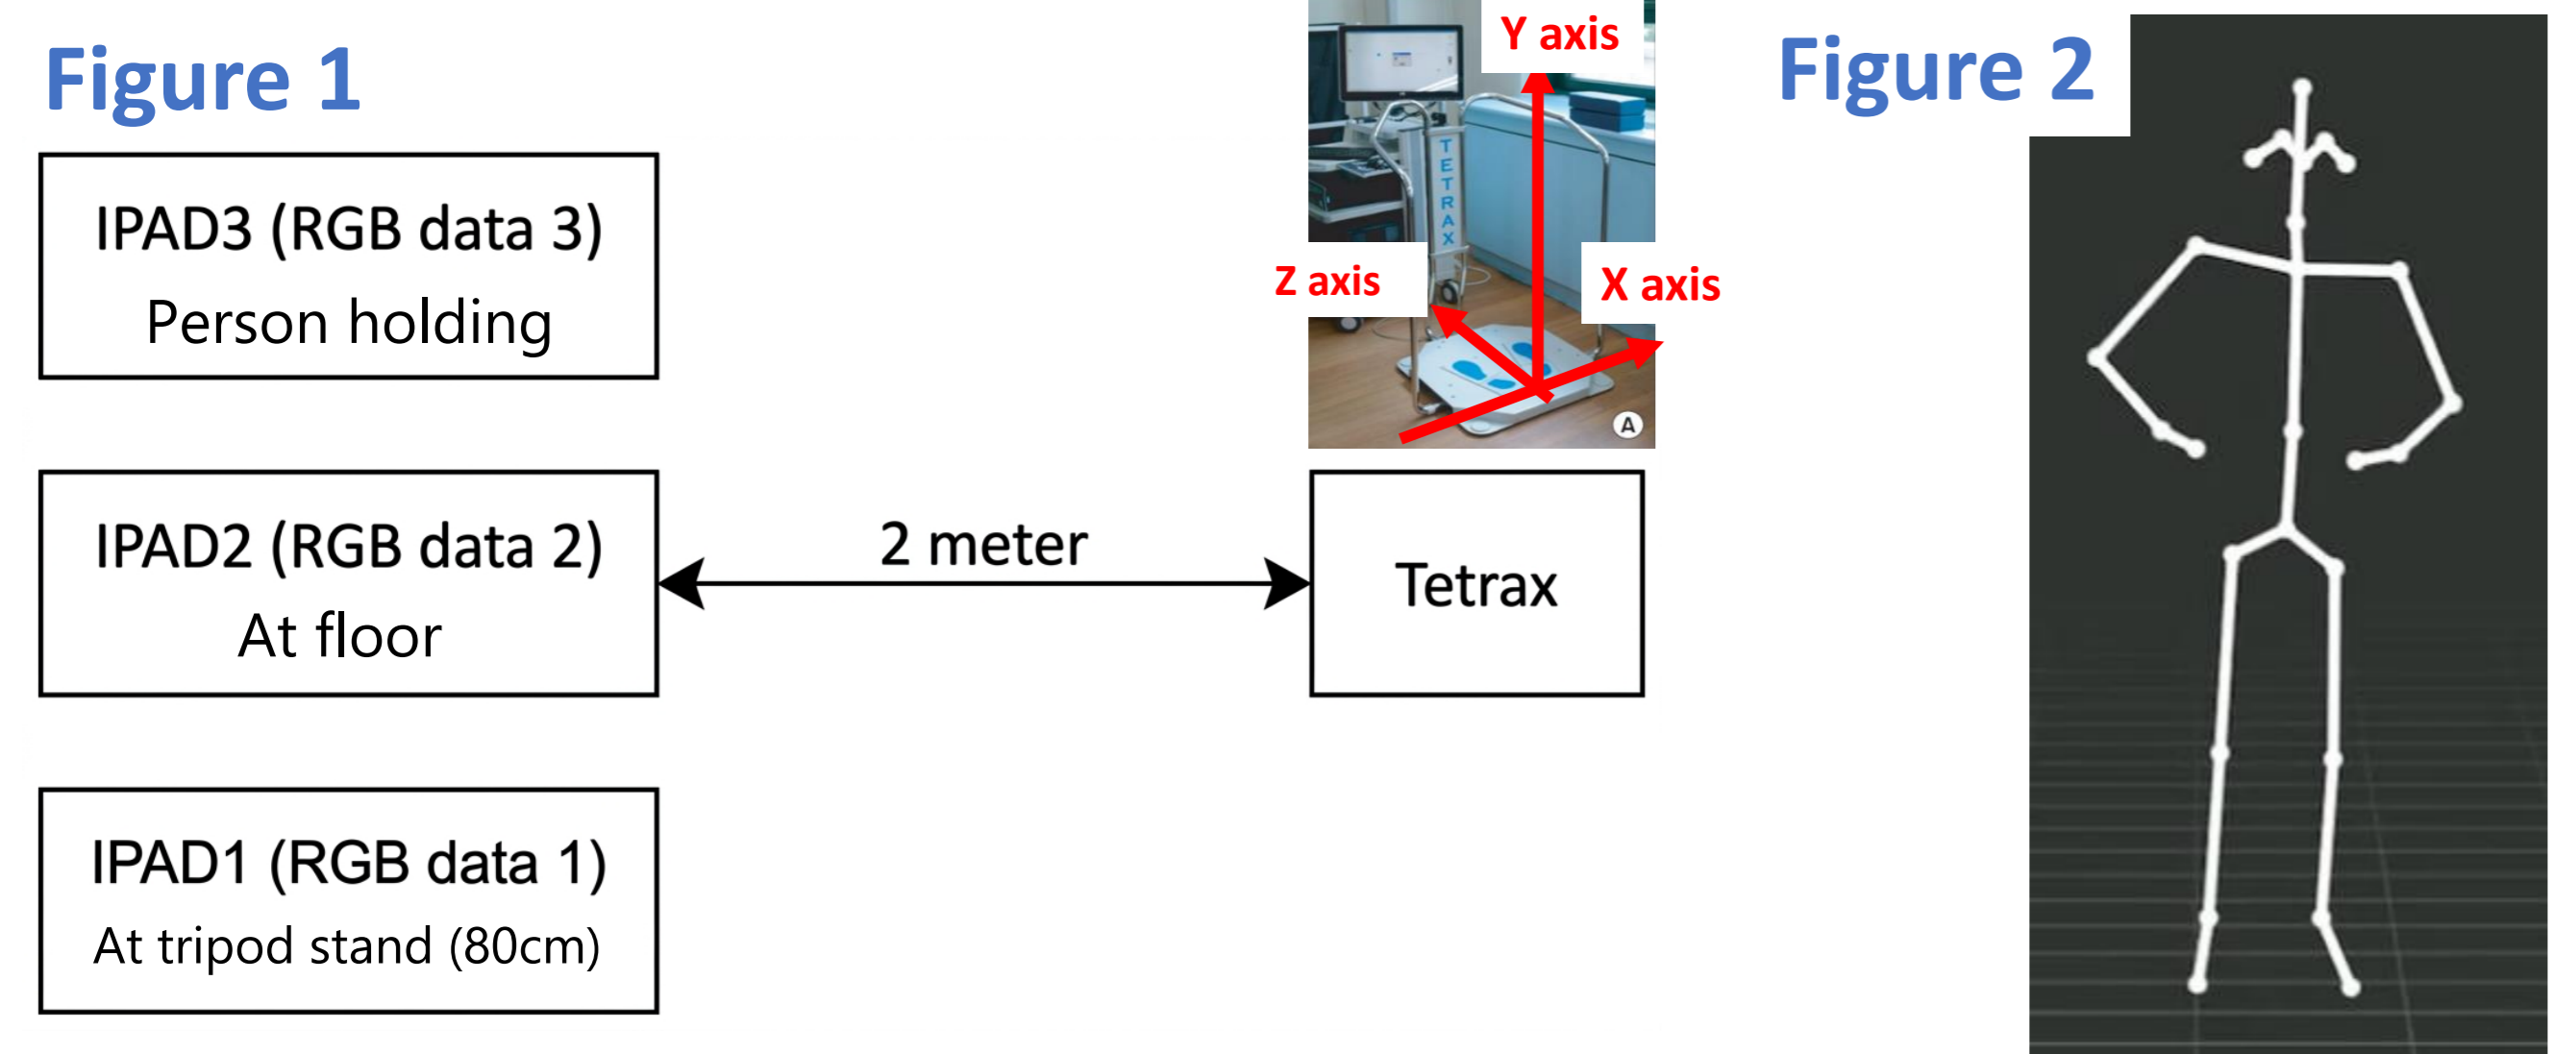 Figure 1
IPAD3 (RGB data 3)
Person holding
IPAD2 (RGB data 2)
At floor
IPAD1 (RGB data 1)
At tripod stand (80cm)
2 meter
Y axis
Z axis
X axis
TETRAX
A
Tetrax
Figure 2